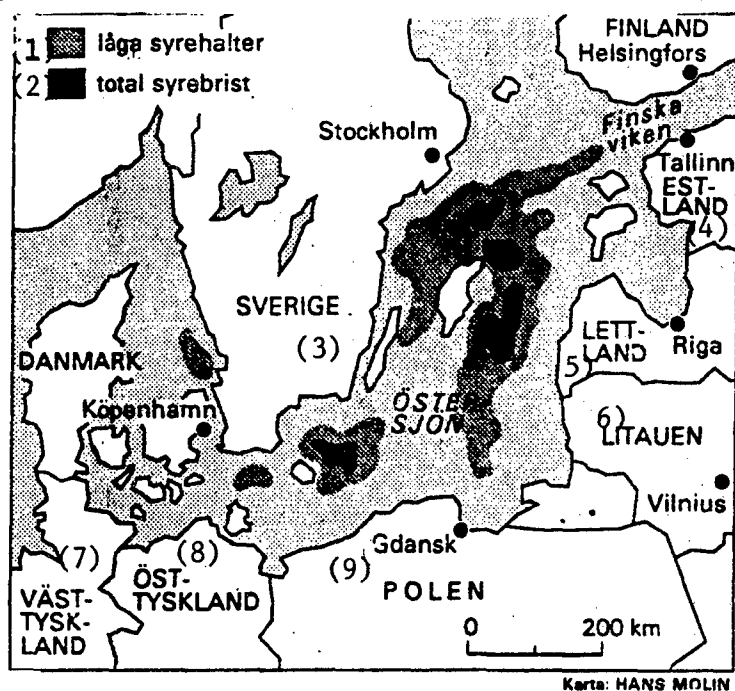 (1) låga syrehalter
(2) total syrebrist
FINLAND
Helsingfors
Finska
viken
Stockholm
Tallinn
EST-
LAND
(4)
SVERIGE
(3)
DANMARK
Köpenhamn
LETT-
LAND
5)
Riga
ÖSTER
SJÖN
6)
LITAUEN
Vilnius
(7)
(8)
(9)
Gdansk
VÄST-
TYSK-
LAND
ÖST-
TYSKLAND
POLEN
0 200 km
Karta: HANS MOLIN